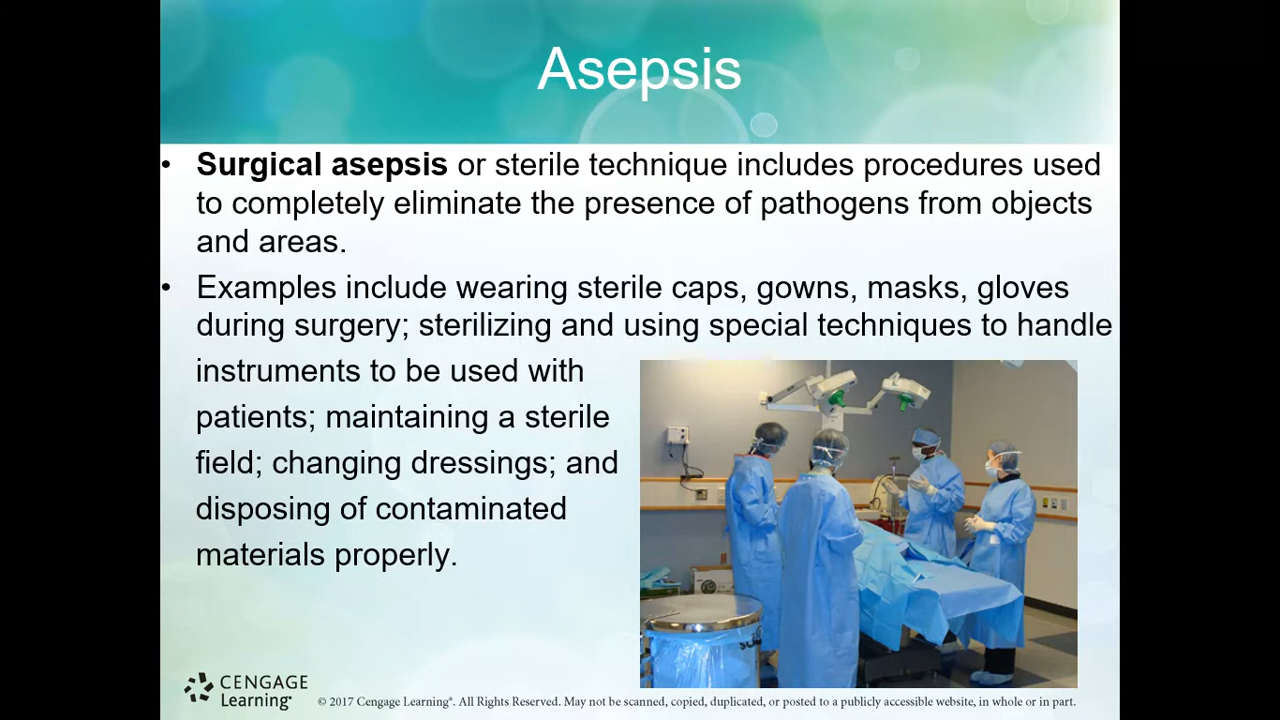 Asepsis
• Surgical asepsis or sterile technique includes procedures used
to completely eliminate the presence of pathogens from objects
and areas.
• Examples include wearing sterile caps, gowns, masks, gloves
during surgery; sterilizing and using special techniques to handle
instruments to be used with
patients; maintaining a sterile
field; changing dressings; and
disposing of contaminated
materials properly.
CENGAGE
Learning™
© 2017 Cengage Learning®. All Rights Reserved. May not be scanned, copied, duplicated, or posted to a publicly accessible website, in whole or in part.